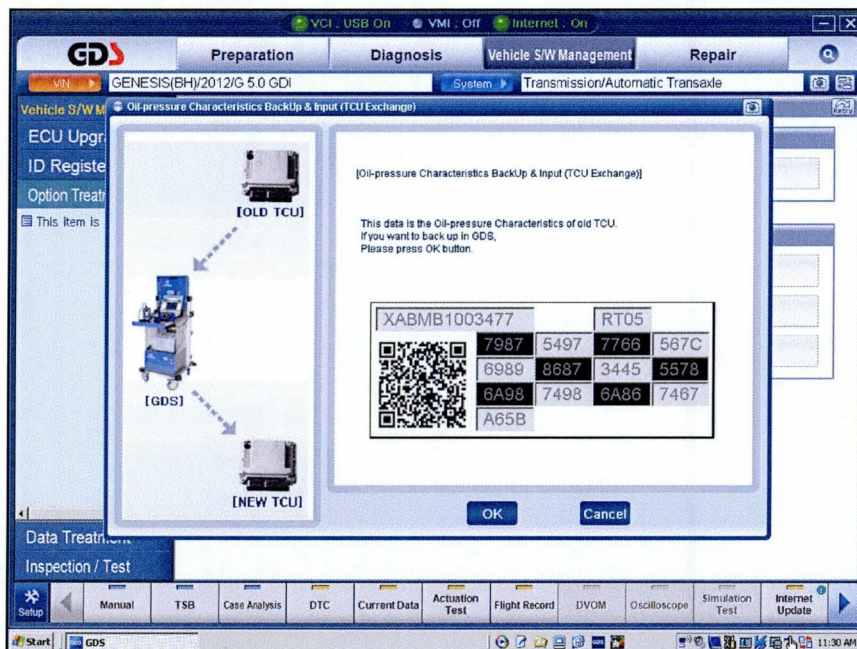 VCI : USB On VMI : Off Internet : On
GDS Preparation Diagnosis Vehicle S/W Management Repair
VIN GENESIS(BH)/2012/G 5.0 GDI System Transmission/Automatic Transaxle
Vehicle S/W M
Oil-pressure Characteristics BackUp & Input (TCU Exchange)
Retry
ECU Upgr
ID Registe
Option Treatm
This item is
[OLD TCU]
[GDS]
[NEW TCU]
[Oil-pressure Characteristics BackUp & Input (TCU Exchange)]
This data is the Oil-pressure Characteristics of old TCU.
If you want to back up in GDS,
Please press OK button.
XABMB1003477 RT05
7987 5497 7766 567C
6989 8687 3445 5578
6A98 7498 6A86 7467
A65B
OK Cancel
Data Treatment
Inspection / Test
Setup Manual TSB Case Analysis DTC Current Data Actuation Test Flight Record DVOM Oscilloscope Simulation Test Internet Update
Start GDS 11:30 AM